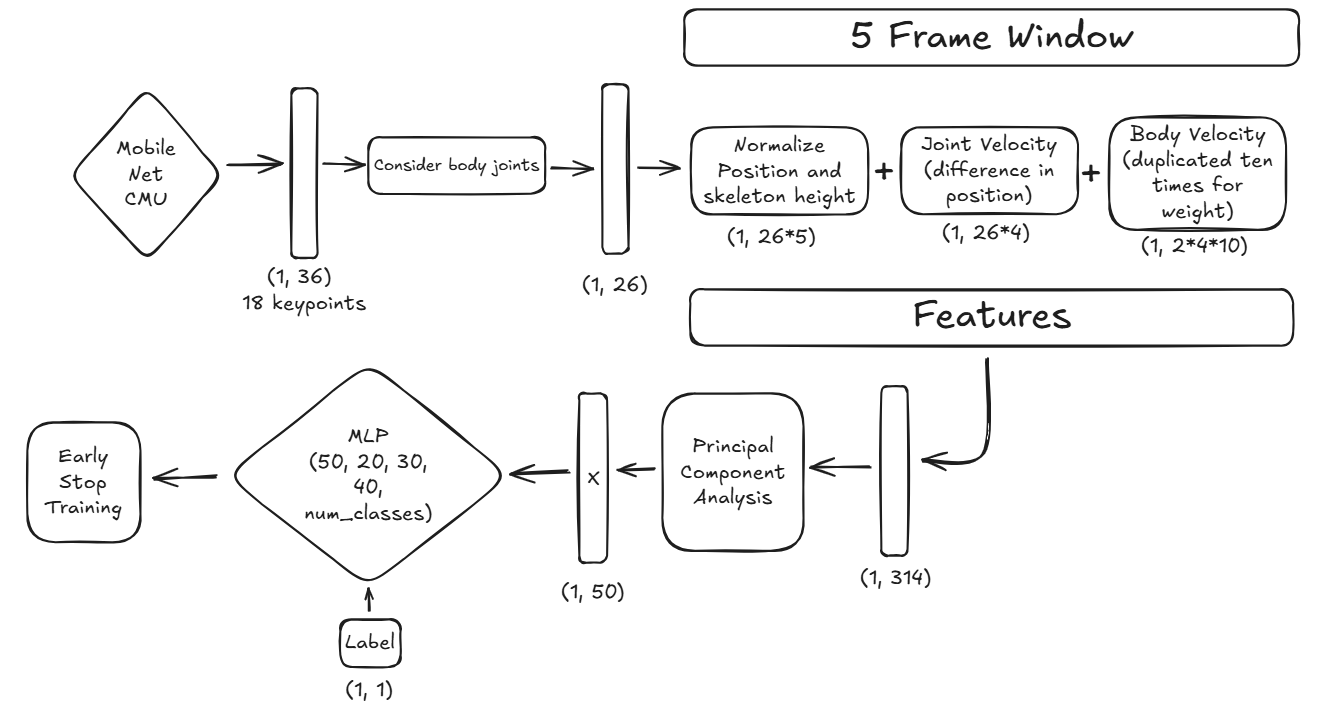 5 Frame Window
Mobile
Net
CMU
(1, 36)
18 keypoints
Consider body joints
(1, 26)
Normalize
Position and
skeleton height
(1, 26*5)
+
Joint Velocity
(difference in
position)
(1, 26*4)
+
Body Velocity
(duplicated ten
times for
weight)
(1, 2*4*10)
Features
(1, 314)
Principal
Component
Analysis
x
(1, 50)
MLP
(50, 20, 30,
40,
num_classes)
Label
(1, 1)
Early
Stop
Training